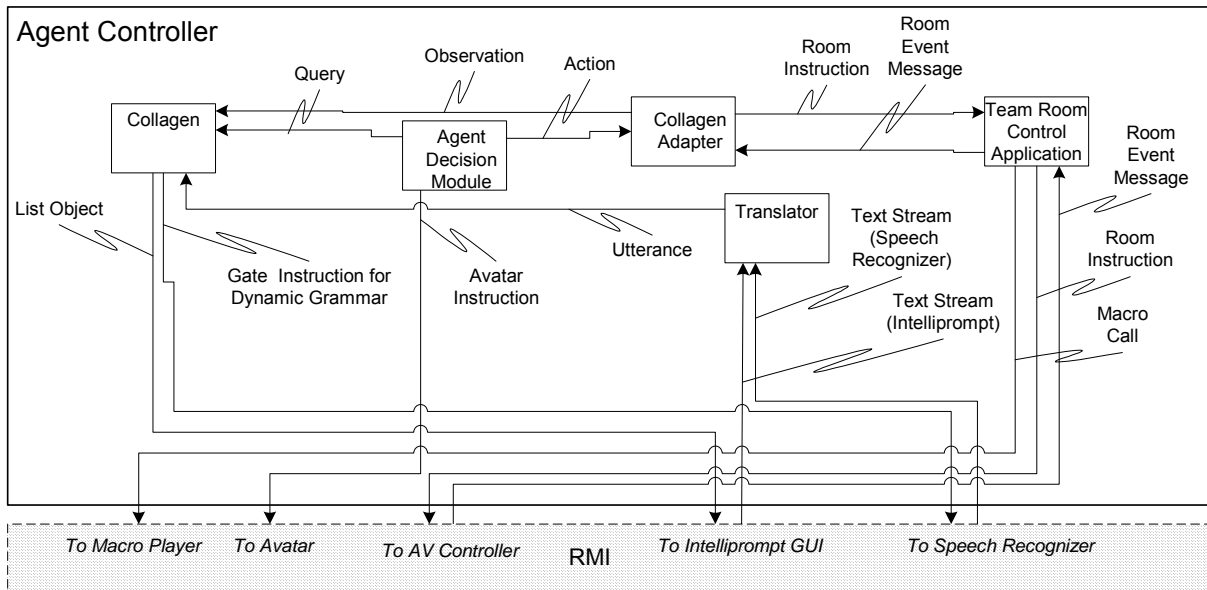 Agent Controller
Observation
Query
Action
Room
Instruction
Room
Event
Message
Collagen
Agent
Decision
Module
Collagen
Adapter
Team Room
Control
Application
Room
Event
Message
List Object
Gate Instruction for
Dynamic Grammar
Avatar
Instruction
Utterance
Translator
Text Stream
(Speech
Recognizer)
Text Stream
(Intelliprompt)
Room
Instruction
Macro
Call
To Macro Player
To Avatar
To AV Controller
RMI
To Intelliprompt GUI
To Speech Recognizer